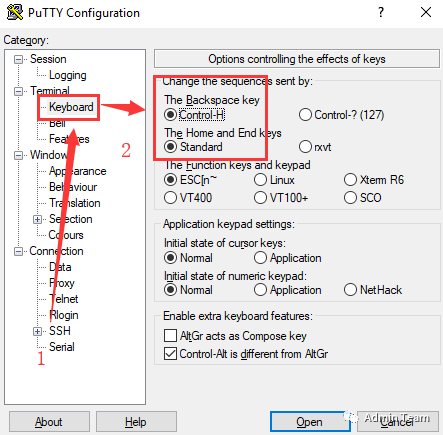 PuTTY Configuration
Category:
Session
Logging
Terminal
Keyboard
Bell
Features
Window
Appearance
Behaviour
Translation
Selection
Colours
Connection
Data
Proxy
Telnet
Rlogin
SSH
Serial
1
2
Options controlling the effects of keys
Change the sequences sent by:
The Backspace key
Control-H Control-? (127)
The Home and End keys
Standard rxvt
The Function keys and keypad
ESC[n~ Linux Xterm R6
VT400 VT100+ SCO
Application keypad settings:
Initial state of cursor keys:
Normal Application
Initial state of numeric keypad:
Normal Application NetHack
Enable extra keyboard features:
AltGr acts as Compose key
Control-Alt is different from AltGr
About Help Open Cancel
AdminTeam